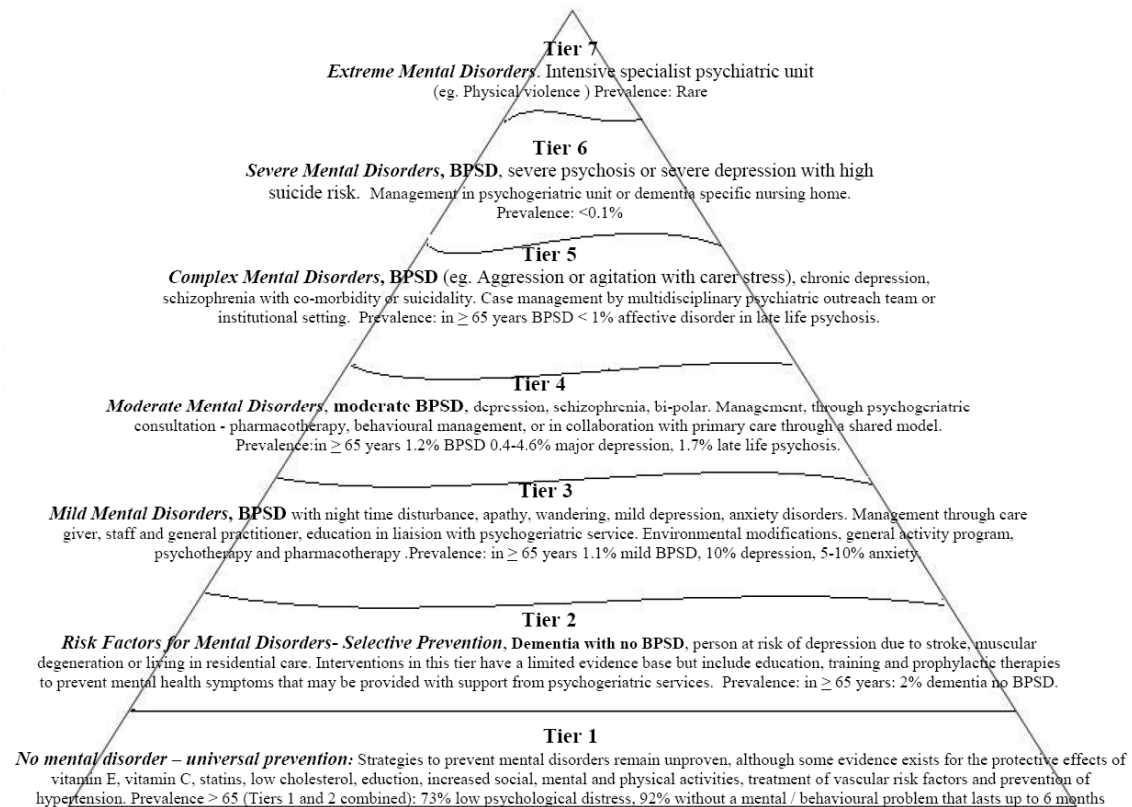 Tier 7
Extreme Mental Disorders. Intensive specialist psychiatric unit
(eg. Physical violence ) Prevalence: Rare
Tier 6
Severe Mental Disorders, BPSD, severe psychosis or severe depression with high
suicide risk. Management in psychogeriatric unit or dementia specific nursing home.
Prevalence: <0.1%
Tier 5
Complex Mental Disorders, BPSD (eg. Aggression or agitation with carer stress), chronic depression,
schizophrenia with co-morbidity or suicidality. Case management by multidisciplinary psychiatric outreach team or
institutional setting. Prevalence: in ≥ 65 years BPSD < 1% affective disorder in late life psychosis.
Tier 4
Moderate Mental Disorders, moderate BPSD, depression, schizophrenia, bi-polar. Management, through psychogeriatric
consultation - pharmacotherapy, behavioural management, or in collaboration with primary care through a shared model.
Prevalence:in ≥ 65 years 1.2% BPSD 0.4-4.6% major depression, 1.7% late life psychosis.
Tier 3
Mild Mental Disorders, BPSD with night time disturbance, apathy, wandering, mild depression, anxiety disorders. Management through care
giver, staff and general practitioner, education in liaision with psychogeriatric service. Environmental modifications, general activity program,
psychotherapy and pharmacotherapy .Prevalence: in ≥ 65 years 1.1% mild BPSD, 10% depression, 5-10% anxiety.
Tier 2
Risk Factors for Mental Disorders- Selective Prevention, Dementia with no BPSD, person at risk of depression due to stroke, muscular
degeneration or living in residential care. Interventions in this tier have a limited evidence base but include education, training and prophylactic therapies
to prevent mental health symptoms that may be provided with support from psychogeriatric services. Prevalence: in ≥ 65 years: 2% dementia no BPSD.
Tier 1
No mental disorder – universal prevention: Strategies to prevent mental disorders remain unproven, although some evidence exists for the protective effects of
vitamin E, vitamin C, statins, low cholesterol, eduction, increased social, mental and physical activities, treatment of vascular risk factors and prevention of
hypertension. Prevalence > 65 (Tiers 1 and 2 combined): 73% low psychological distress, 92% without a mental / behavioural problem that lasts up to 6 months